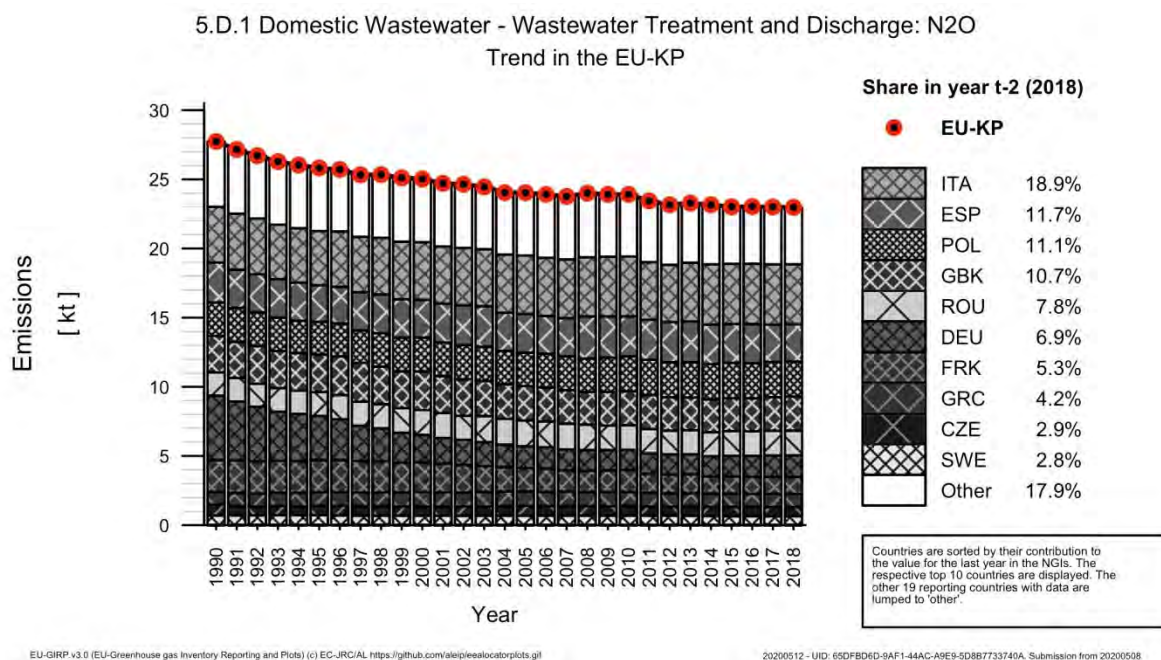 5.D.1 Domestic Wastewater - Wastewater Treatment and Discharge: N2O
Trend in the EU-KP
Share in year t-2 (2018)
EU-KP
ITA 18.9%
ESP 11.7%
POL 11.1%
GBK 10.7%
ROU 7.8%
DEU 6.9%
FRK 5.3%
GRC 4.2%
CZE 2.9%
SWE 2.8%
Other 17.9%
Emissions
[ kt ]
30
25
20
15
10
5
0
1990
1991
1992
1993
1994
1995
1996
1997
1998
1999
2000
2001
2002
2003
2004
2005
2006
2007
2008
2009
2010
2011
2012
2013
2014
2015
2016
2017
2018
Year
Countries are sorted by their contribution to
the value for the last year in the NGIs. The
respective top 10 countries are displayed. The
other 19 reporting countries with data are
lumped to 'other'.
EU-GIRP.v3.0 (EU-Greenhouse gas Inventory Reporting and Plots) (c) EC-JRC/AL https://github.com/aleip/eealocatorplots.git
20200512 - UID: 65DFBD6D-9AF1-44AC-A9E9-5D8B7733740A. Submission from 20200508